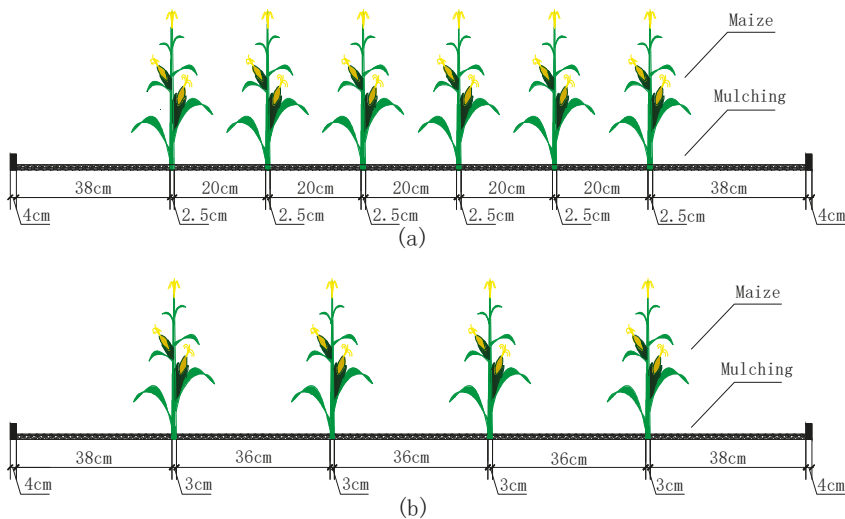 Maize
Mulching
38cm 20cm 20cm 20cm 20cm 20cm 38cm
4cm 2.5cm 2.5cm 2.5cm 2.5cm 2.5cm 2.5cm 4cm
(a)
Maize
Mulching
38cm 36cm 36cm 36cm 38cm
4cm 3cm 3cm 3cm 3cm 4cm
(b)